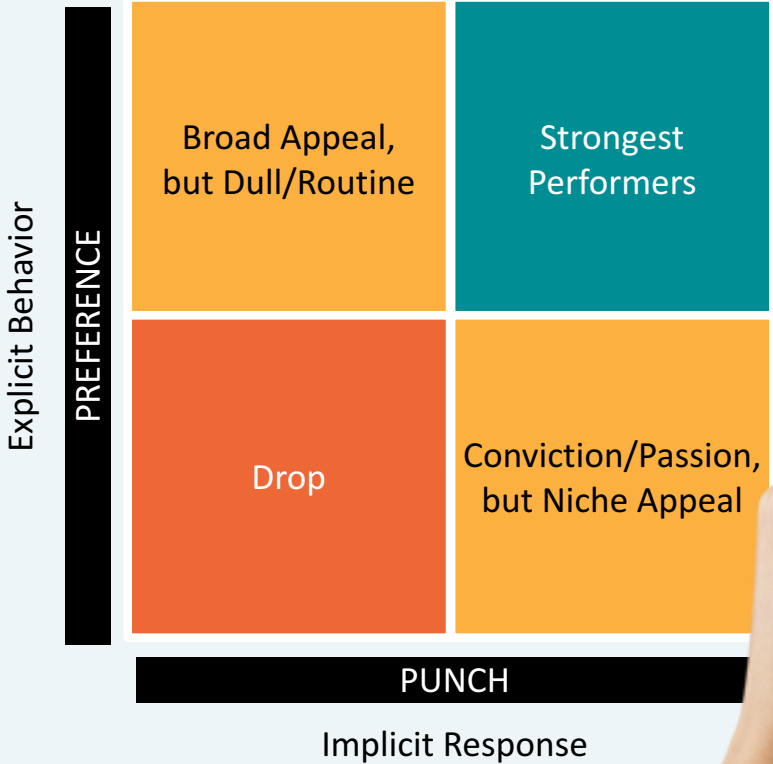 Explicit Behavior
PREFERENCE
Broad Appeal,
but Dull/Routine
Strongest
Performers
Drop
Conviction/Passion,
but Niche Appeal
PUNCH
Implicit Response